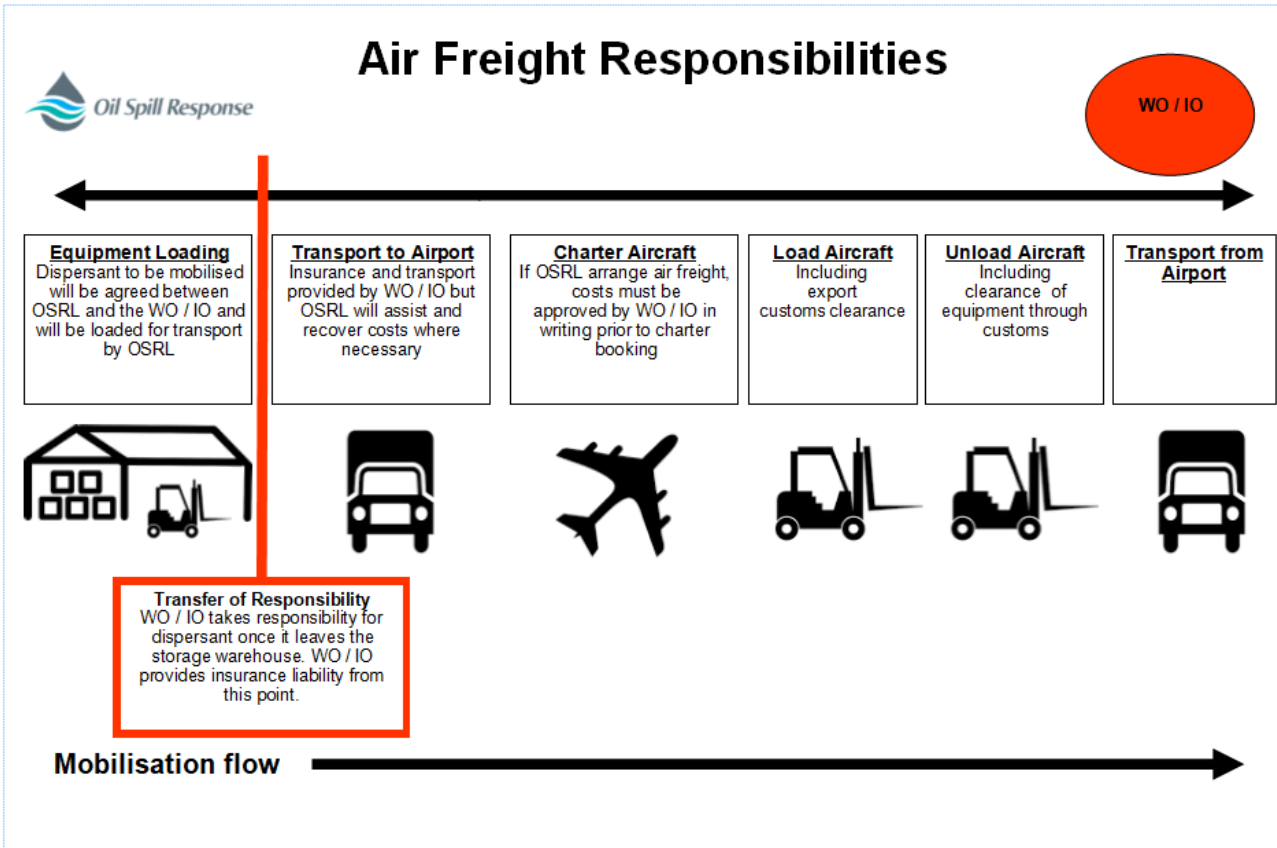 Air Freight Responsibilities
Oil Spill Response
WO / IO
Equipment Loading
Dispersant to be mobilised
will be agreed between
OSRL and the WO / IO and
will be loaded for transport
by OSRL
Transport to Airport
Insurance and transport
provided by WO / IO but
OSRL will assist and
recover costs where
necessary
Charter Aircraft
If OSRL arrange air freight,
costs must be
approved by WO / IO in
writing prior to charter
booking
Load Aircraft
Including
export
customs clearance
Unload Aircraft
Including
clearance of
equipment through
customs
Transport from
Airport
Transfer of Responsibility
WO / IO takes responsibility for
dispersant once it leaves the
storage warehouse. WO / IO
provides insurance liability from
this point.
Mobilisation flow